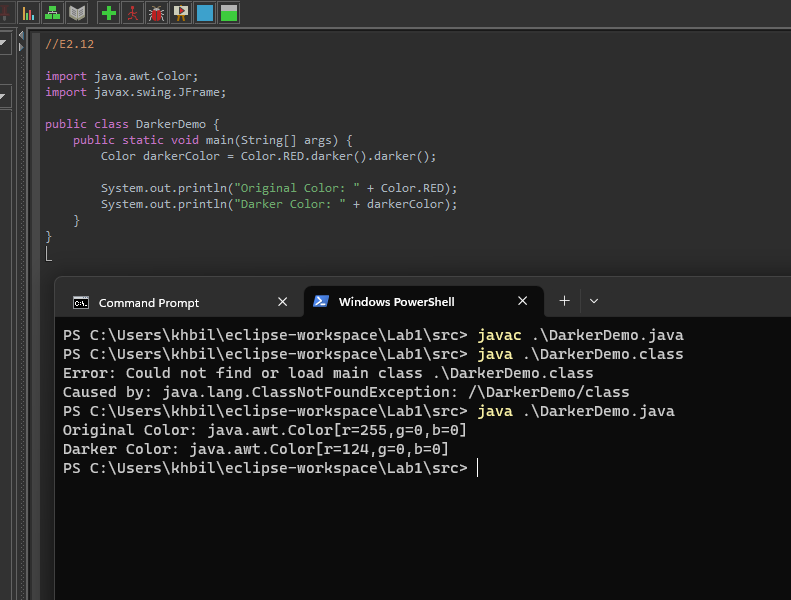 //E2.12
import java.awt.Color;
import javax.swing.JFrame;
public class DarkerDemo {
    public static void main(String[] args) {
        Color darkerColor = Color.RED.darker().darker();
        System.out.println("Original Color: " + Color.RED);
        System.out.println("Darker Color: " + darkerColor);
    }
}
Command Prompt
Windows PowerShell
PS C:\Users\khbil\eclipse-workspace\Lab1\src> javac .\DarkerDemo.java
PS C:\Users\khbil\eclipse-workspace\Lab1\src> java .\DarkerDemo.class
Error: Could not find or load main class .\DarkerDemo.class
Caused by: java.lang.ClassNotFoundException: /\DarkerDemo/class
PS C:\Users\khbil\eclipse-workspace\Lab1\src> java .\DarkerDemo.java
Original Color: java.awt.Color[r=255,g=0,b=0]
Darker Color: java.awt.Color[r=124,g=0,b=0]
PS C:\Users\khbil\eclipse-workspace\Lab1\src>